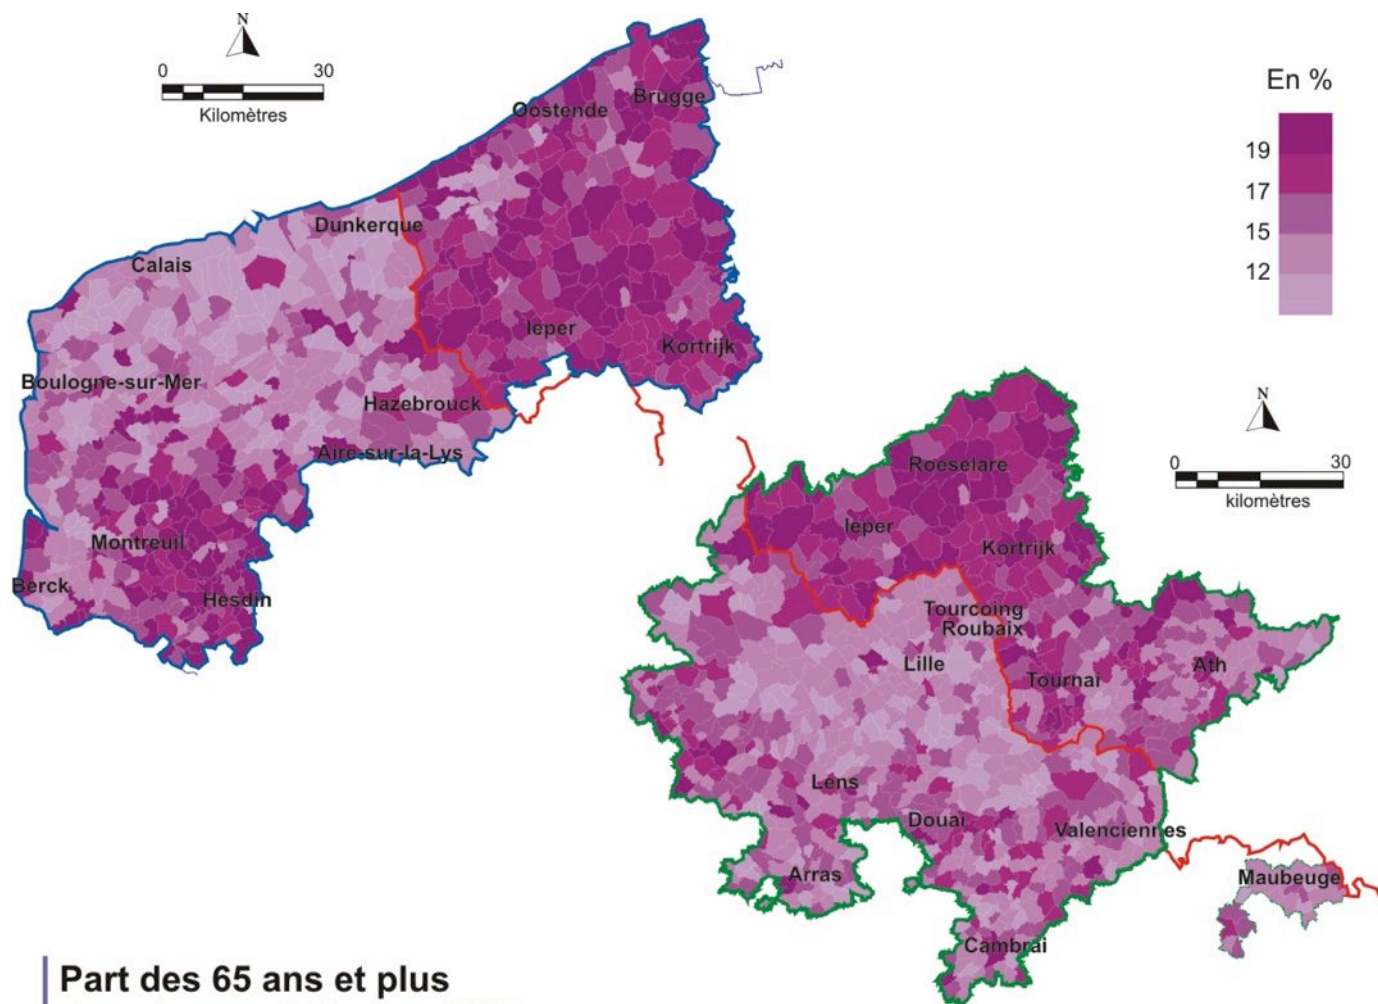 N
0 30
Kilomètres
En %
19
17
15
12
Oostende
Brugge
Dunkerque
Calais
Ieper
Kortrijk
Boulogne-sur-Mer
Hazebrouck
Aire-sur-la-Lys
Montreuil
Berck
Hesdin
N
0 30
kilomètres
Roeselare
Ieper
Kortrijk
Tourcoing
Roubaix
Lille
Tournai
Ath
Lens
Douai
Valenciennes
Arras
Maubeuge
Cambrai
Part des 65 ans et plus